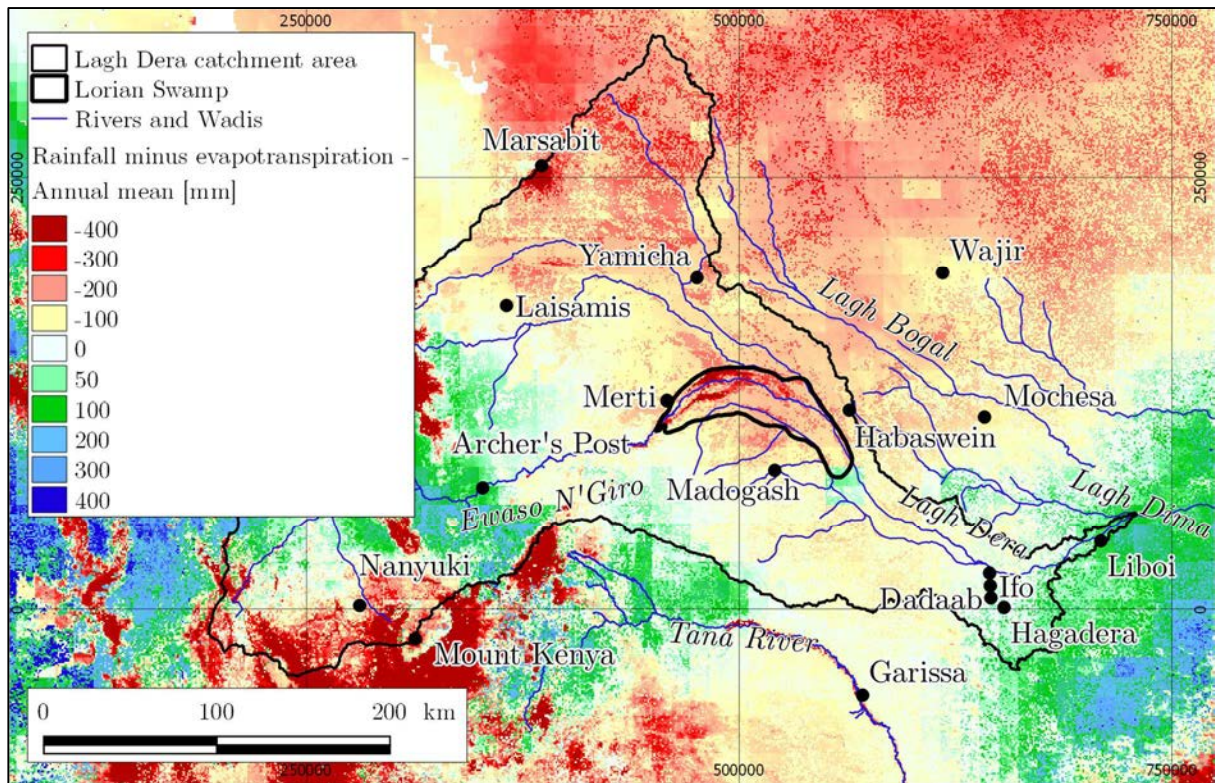 250000
500000
750000
Lagh Dera catchment area
Lorian Swamp
Rivers and Wadis
Rainfall minus evapotranspiration -
Annual mean [mm]
-400
-300
-200
-100
0
50
100
200
300
400
250000
250000
Marsabit
Yamicha
Wajir
Laisamis
Lagh Bogal
Merti
Mochesa
Archer's Post
Habaswein
Madogash
Ewaso N'Giro
Lagh Dera
Lagh Dima
Nanyuki
Liboi
Ifo
Dadaab
0
Hagadera
Tana River
Mount Kenya
Garissa
0 100 200 km
250000
500000
750000